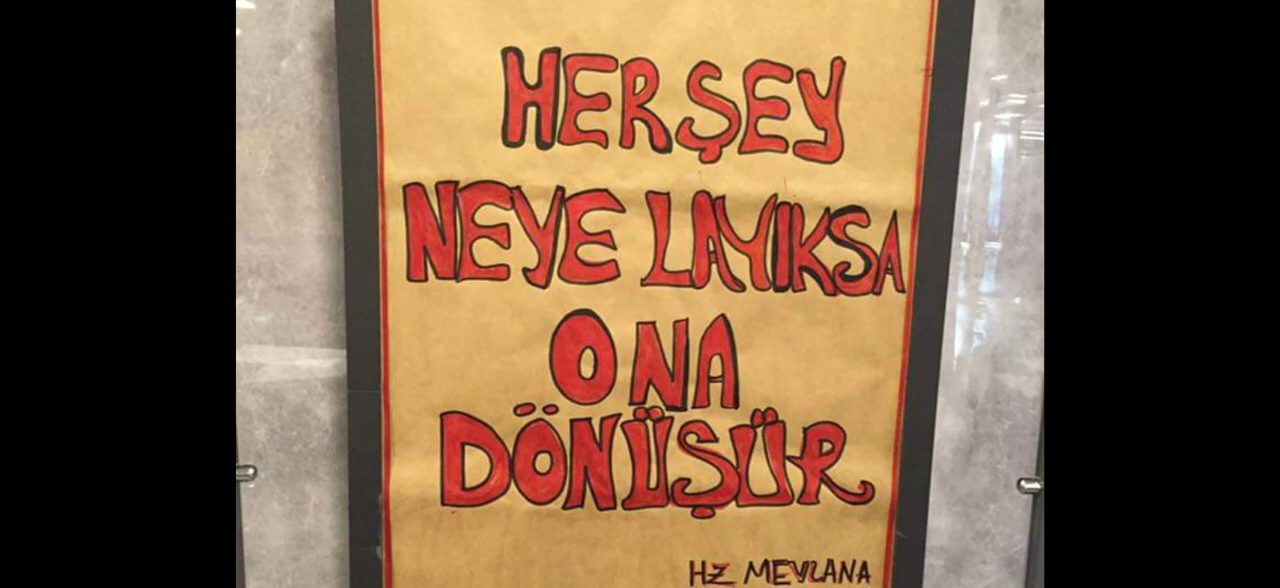 HERŞEY
NEYE LAYIKSA
ONA
DÖNÜŞÜR
HZ MEVLANA